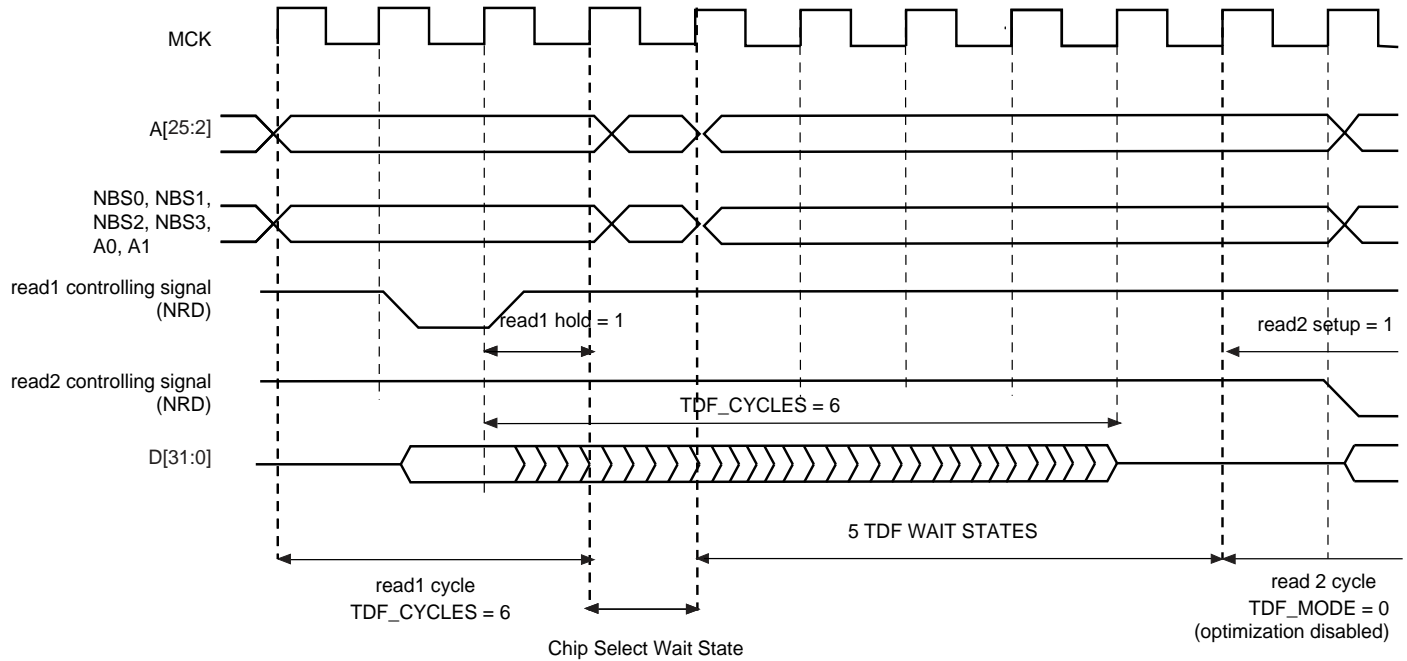 MCK
A[25:2]
NBS0, NBS1,
NBS2, NBS3,
A0, A1
read1 controlling signal
(NRD)
read1 hold = 1
read2 setup = 1
read2 controlling signal
(NRD)
TDF_CYCLES = 6
D[31:0]
5 TDF WAIT STATES
read1 cycle
TDF_CYCLES = 6
read 2 cycle
TDF_MODE = 0
(optimization disabled)
Chip Select Wait State